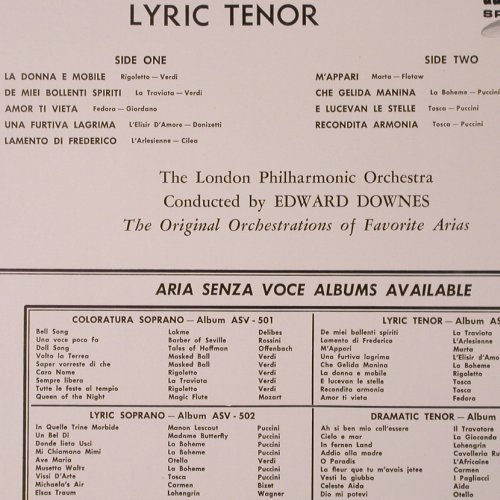 LYRIC TENOR
SIDE ONE
LA DONNA E MOBILE Rigoletto — Verdi
DE MIEI BOLLENTI SPIRITI La Traviata — Verdi
AMOR TI VIETA Fedora — Giordano
UNA FURTIVA LAGRIMA L'Elisir D'Amore — Donizetti
LAMENTO DI FREDERICO L'Arlesienne — Cilea
SIDE TWO
M'APPARI Marta — Flotow
CHE GELIDA MANINA La Boheme — Puccini
E LUCEVAN LE STELLE Tosca — Puccini
RECONDITA ARMONIA Tosca — Puccini
The London Philharmonic Orchestra
Conducted by EDWARD DOWNES
The Original Orchestrations of Favorite Arias
ARIA SENZA VOCE ALBUMS AVAILABLE
COLORATURA SOPRANO — Album ASV - 501
Bell Song Lakme Delibes
Una voce poco fa Barber of Seville Rossini
Doll Song Tales of Hoffman Offenbach
Volta la Terrea Masked Ball Verdi
Saper vorreste di che Masked Ball Verdi
Caro Nome Rigoletto Verdi
Sempre libera La Traviata Verdi
Tutte le feste al tempio Rigoletto Verdi
Queen of the Night Magic Flute Mozart
LYRIC TENOR — Album AS
De miei bollenti spiriti La Traviata
Lamento di Frederico L'Arlesienne
M'appari Marta
Una furtiva lagrima L'Elisir d'Amo
Che Gelida Manina La Boheme
La donna e mobile Rigoletto
E lucevan le stelle Tosca
Recondita armonia Tosca
Amor ti vieta Fedora
LYRIC SOPRANO — Album ASV - 502
In Quelle Trine Morbide Manon Lescaut Puccini
Un Bel Di Madame Butterfly Puccini
Donde lieto Usci La Boheme Puccini
Mi Chiamano Mimi La Boheme Puccini
Ave Maria Otello Verdi
Musetta Waltz La Boheme Puccini
Vissi D'Arte Tosca Puccini
Michaela's Air Carmen Bizet
Elsas Traum Lohengrin Wagner
DRAMATIC TENOR — Album
Ah si ben mio coll'essere Il Trovatore
Cielo e mar La Gioconda
In fernen Land Lohengrin
Addio alla madre Cavalleria Ru
O Paradis L'Africaine
La fleur que tu m'avais jetee Carmen
Vesti la giubba I Pagliacci
Celeste Aida Aida
Dio mi potevi Otello